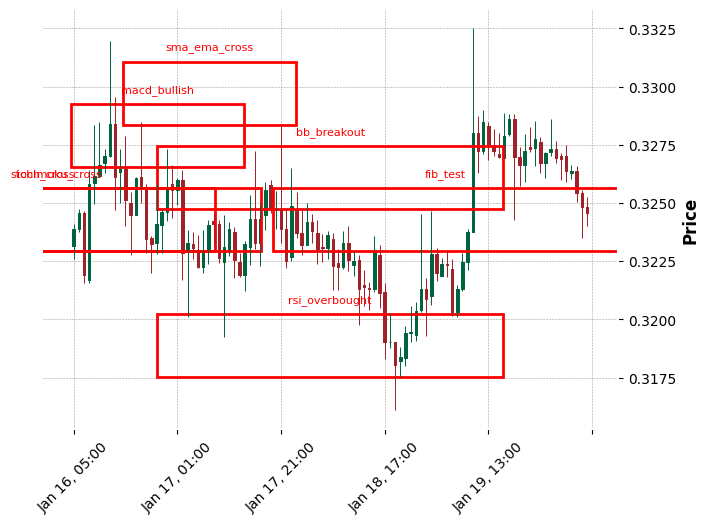 sma_ema_cross
macd_bullish
bb_breakout
fib_test
rsi_overbought
0.3325
0.3300
0.3275
0.3250
0.3225
0.3200
0.3175
Price
Jan 16, 05:00
Jan 17, 01:00
Jan 17, 21:00
Jan 18, 17:00
Jan 19, 13:00